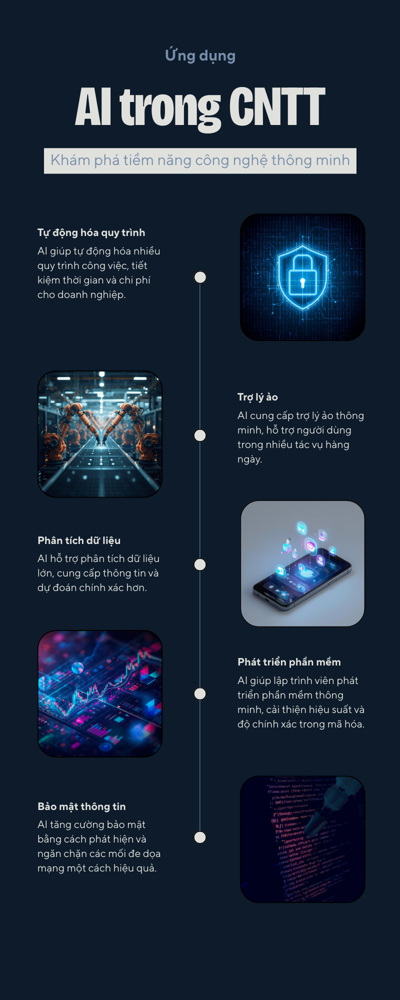 Ứng dụng
AI trong CNTT
Khám phá tiềm năng công nghệ thông minh
Tự động hóa quy trình
AI giúp tự động hóa nhiều
quy trình công việc, tiết
kiệm thời gian và chi phí
cho doanh nghiệp.
Trợ lý ảo
AI cung cấp trợ lý ảo thông
minh, hỗ trợ người dùng
trong nhiều tác vụ hàng
ngày.
Phân tích dữ liệu
AI hỗ trợ phân tích dữ liệu
lớn, cung cấp thông tin và
dự đoán chính xác hơn.
Phát triển phần mềm
AI giúp lập trình viên phát
triển phần mềm thông
minh, cải thiện hiệu suất và
độ chính xác trong mã hóa.
Bảo mật thông tin
AI tăng cường bảo mật
bằng cách phát hiện và
ngăn chặn các mối đe dọa
mạng một cách hiệu quả.